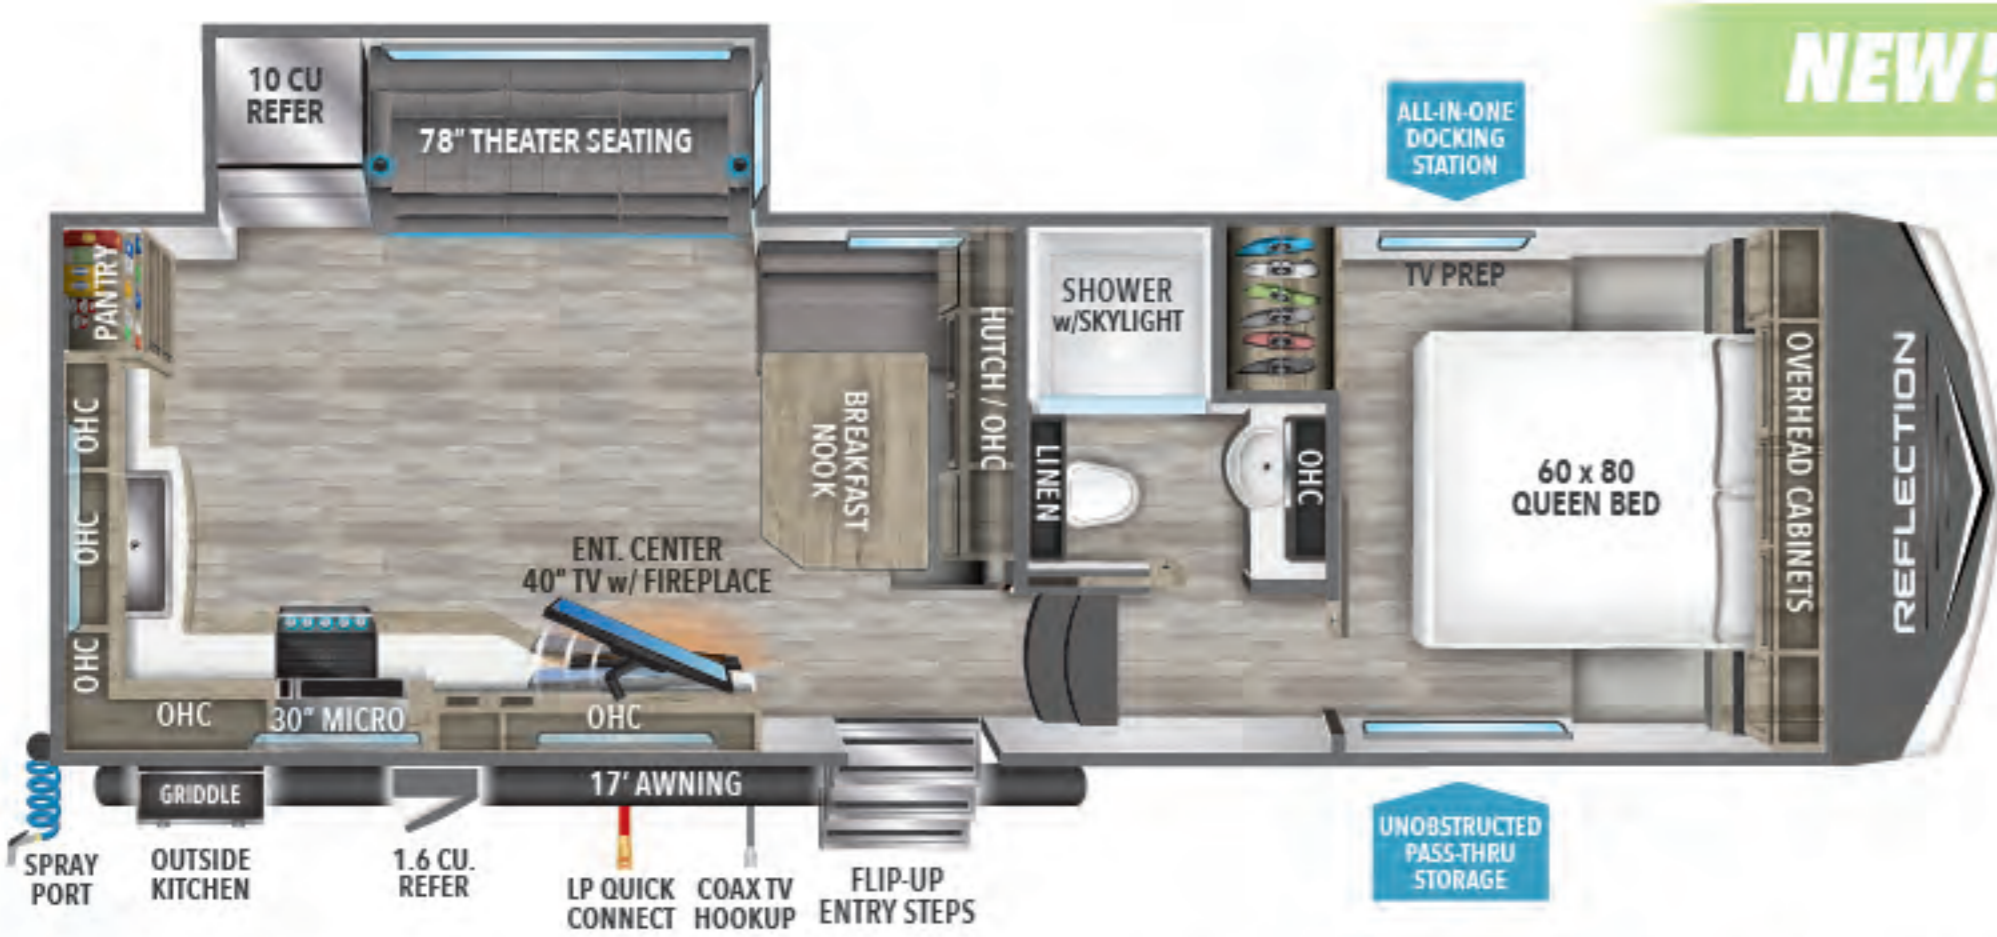 NEW!
10 CU
REFER
78" THEATER SEATING
ALL-IN-ONE
DOCKING
STATION
PANTRY
SHOWER
w/SKYLIGHT
TV PREP
HUTCH / OHC
OVERHEAD CABINETS
REFLECTION
BREAKFAST
NOOK
LINEN
OHC
60 x 80
QUEEN BED
OHC
OHC
OHC
ENT. CENTER
40" TV w/ FIREPLACE
OHC
30" MICRO
OHC
17' AWNING
GRIDDLE
SPRAY
PORT
OUTSIDE
KITCHEN
1.6 CU.
REFER
LP QUICK
CONNECT
COAX TV
HOOKUP
FLIP-UP
ENTRY STEPS
UNOBSTRUCTED
PASS-THRU
STORAGE